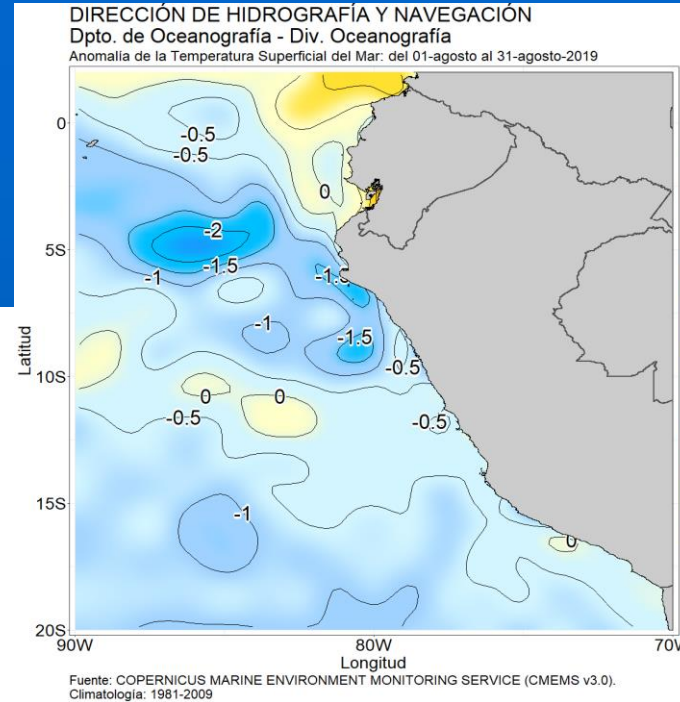 DIRECCIÓN DE HIDROGRAFÍA Y NAVEGACIÓN
Dpto. de Oceanografía - Div. Oceanografía
Anomalía de la Temperatura Superficial del Mar: del 01-agosto al 31-agosto-2019
0
-0.5
-0.5
0
-2
5S
-1.5
-1
-1.5
-1
-1.5
-0.5
Latitud
10S
0
0
-0.5
-0.5
15S
-1
0
20S
90W
80W
70W
Longitud
Fuente: COPERNICUS MARINE ENVIRONMENT MONITORING SERVICE (CMEMS v3.0).
Climatología: 1981-2009